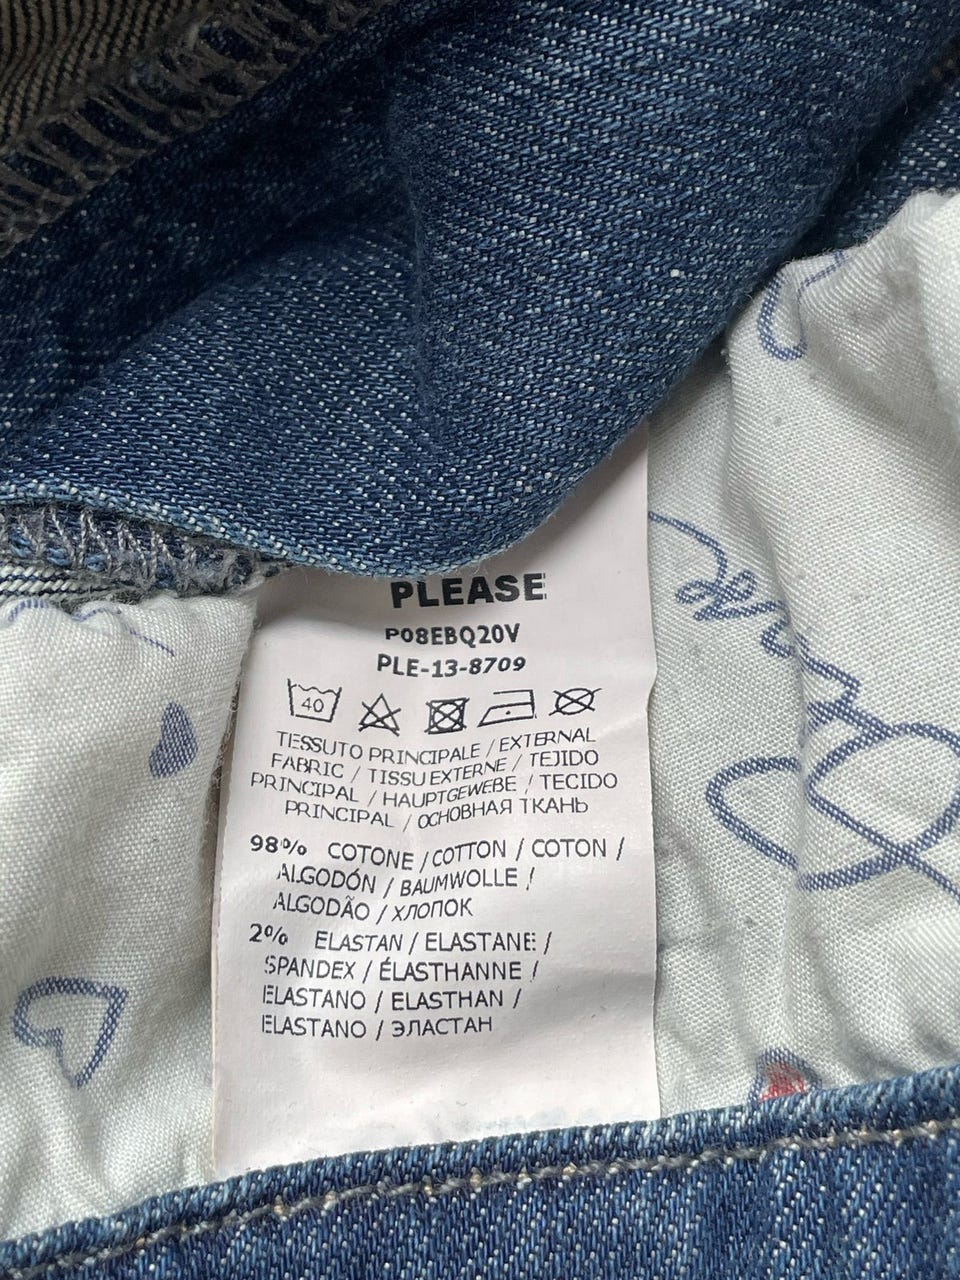 PLEASE
P08EBQ20V
PLE-13-8709
40
TESSUTO PRINCIPALE / EXTERNAL
FABRIC / TISSU EXTERNE / TEJIDO
PRINCIPAL / HAUPTGEWEBE / TECIDO
PRINCIPAL / ОСНОВНАЯ ТКАНЬ
98% COTONE / COTTON / COTON /
ALGODÓN / BAUMWOLLE /
ALGODÃO / ХЛОПОК
2% ELASTAN / ELASTANE /
SPANDEX / ÉLASTHANNE /
ELASTANO / ELASTHAN /
ELASTANO / ЭЛАСТАН